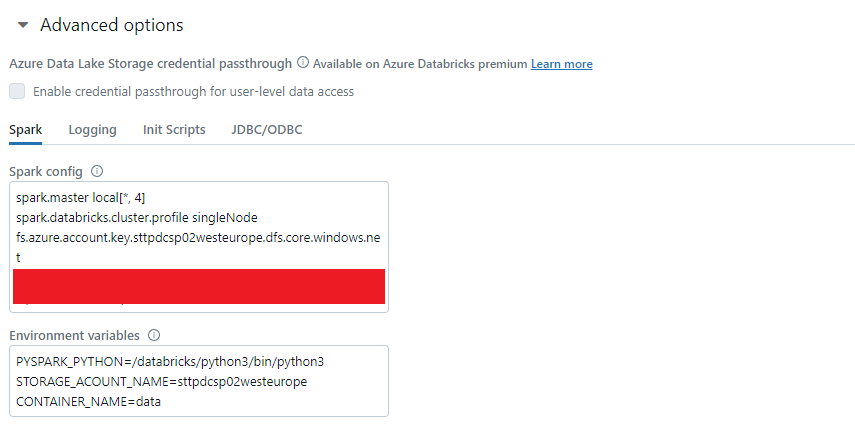 Advanced options
Azure Data Lake Storage credential passthrough Available on Azure Databricks premium Learn more
Enable credential passthrough for user-level data access
Spark Logging Init Scripts JDBC/ODBC
Spark config
spark.master local[*, 4]
spark.databricks.cluster.profile singleNode
fs.azure.account.key.sttpdcsp02westeurope.dfs.core.windows.ne
t
Environment variables
PYSPARK_PYTHON=/databricks/python3/bin/python3
STORAGE_ACOUNT_NAME=sttpdcsp02westeurope
CONTAINER_NAME=data